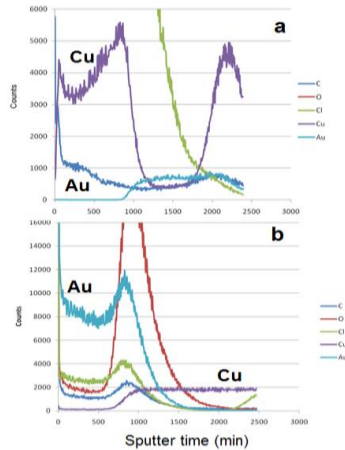 6000
a
5000
Cu
4000
C
3000
O
Counts
Cl
2000
Cu
Au
1000
Au
0
0 500 1000 1500 2000 2500 3000
16000
b
14000
12000
Au
10000
C
8000
O
Counts
Cl
6000
Cu
4000
Cu
Au
2000
0
0 500 1000 1500 2000 2500 3000
Sputter time (min)